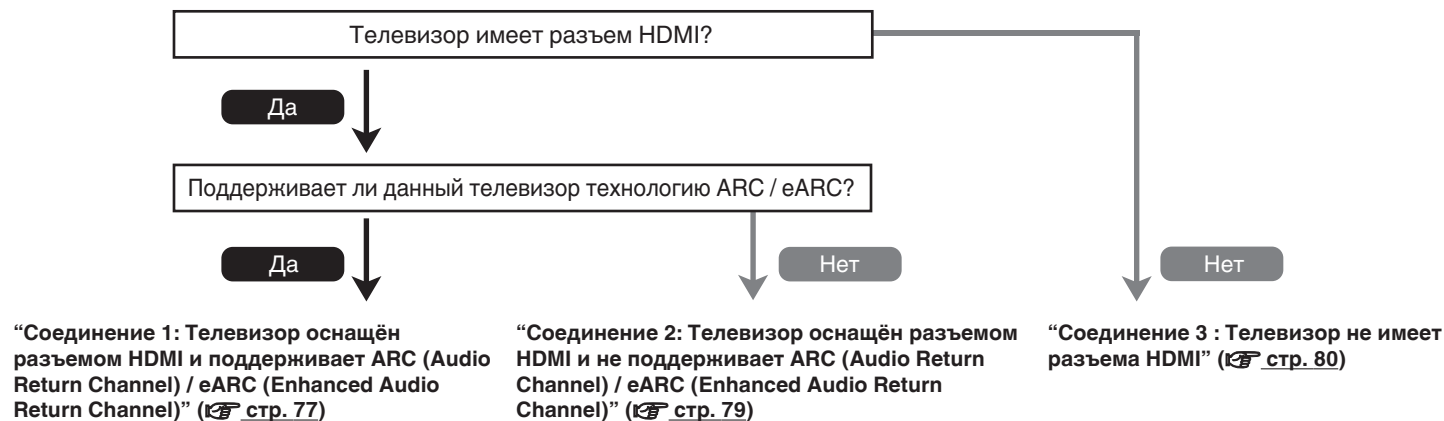 Телевизор имеет разъем HDMI?
Да
Поддерживает ли данный телевизор технологию ARC / eARC?
Да
Нет
Нет
“Соединение 1: Телевизор оснащён
разъемом HDMI и поддерживает ARC (Audio
Return Channel) / eARC (Enhanced Audio
Return Channel)” (стр. 77)
“Соединение 2: Телевизор оснащён разъемом
HDMI и не поддерживает ARC (Audio Return
Channel) / eARC (Enhanced Audio Return
Channel)” (стр. 79)
“Соединение 3 : Телевизор не имеет
разъема HDMI” (стр. 80)